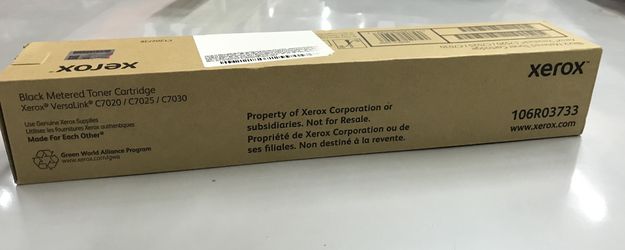 xerox™
Black Metered Toner Cartridge
Xerox® VersaLink® C7020 / C7025 / C7030
Use Genuine Xerox Supplies
Utilisez les fournitures Xerox authentiques
Made For Each Other®
Green World Alliance Program
www.xerox.com/gwa
Property of Xerox Corporation or
subsidiaries. Not for Resale.
Propriété de Xerox Corporation ou de
ses filiales. Non destiné à la revente.
xerox™
106R03733
www.xerox.com